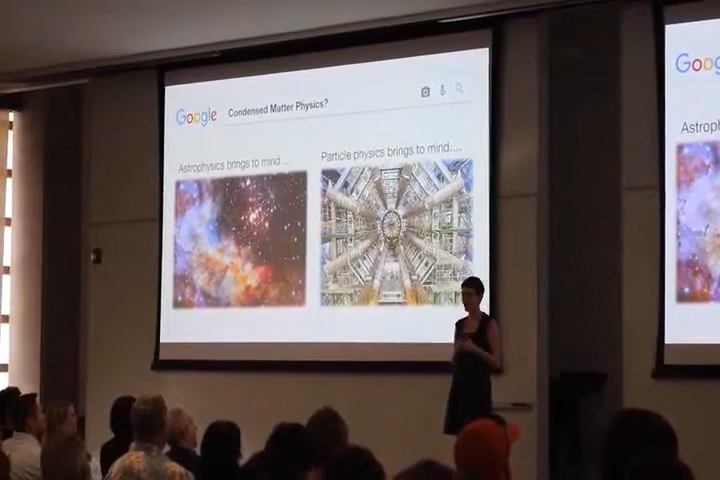 Google Condensed Matter Physics?
Astrophysics brings to mind....
Particle physics brings to mind....
Goog
Astroph